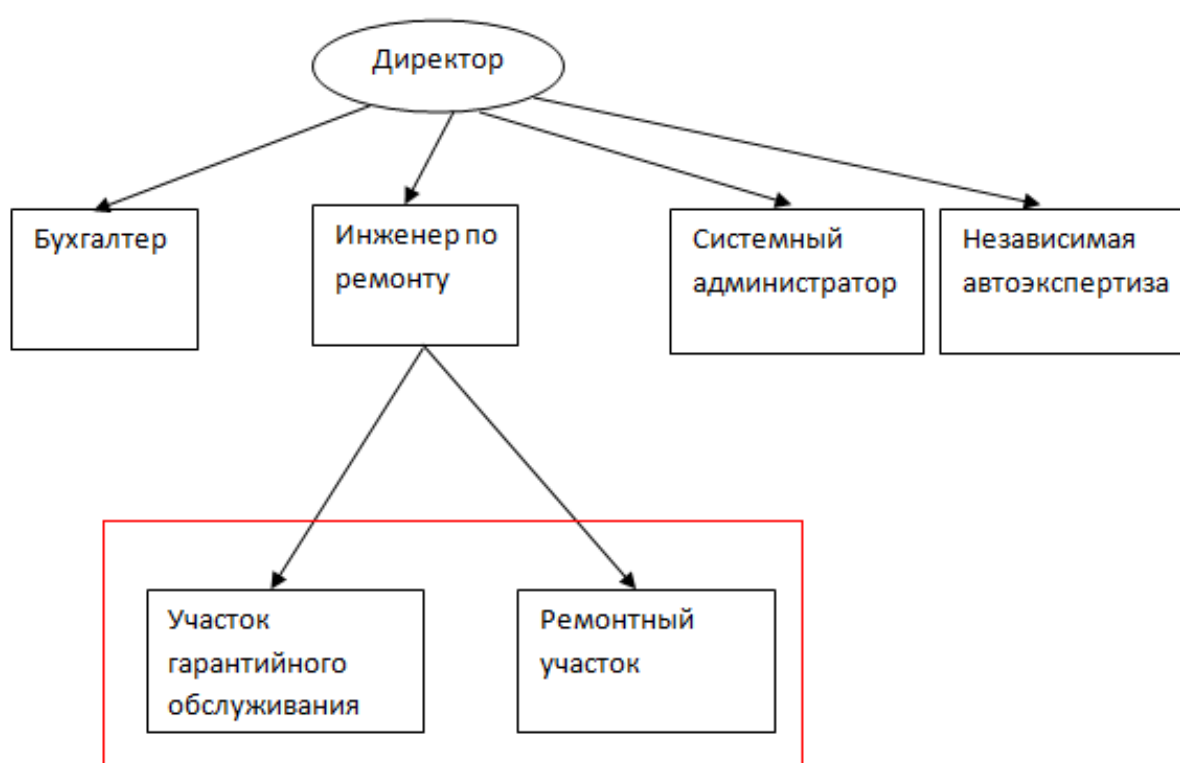 Директор
Бухгалтер
Инженер по
ремонту
Системный
администратор
Независимая
автоэкспертиза
Участок
гарантийного
обслуживания
Ремонтный
участок